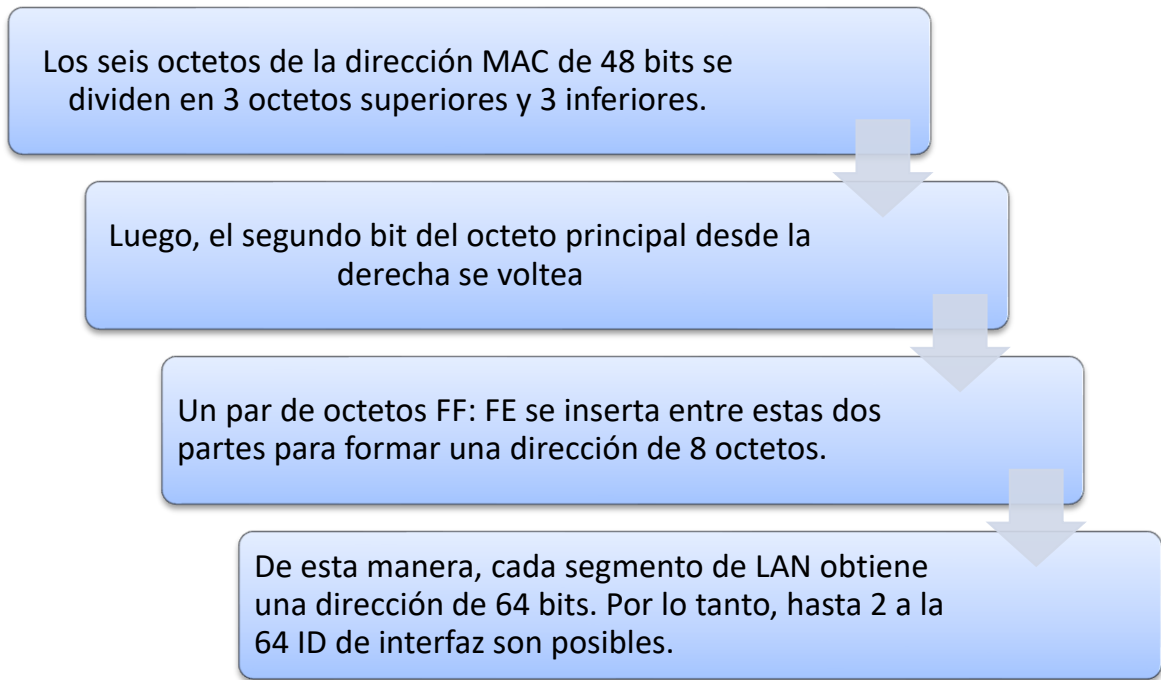 Los seis octetos de la dirección MAC de 48 bits se
dividen en 3 octetos superiores y 3 inferiores.
Luego, el segundo bit del octeto principal desde la
derecha se voltea
Un par de octetos FF: FE se inserta entre estas dos
partes para formar una dirección de 8 octetos.
De esta manera, cada segmento de LAN obtiene
una dirección de 64 bits. Por lo tanto, hasta 2 a la
64 ID de interfaz son posibles.